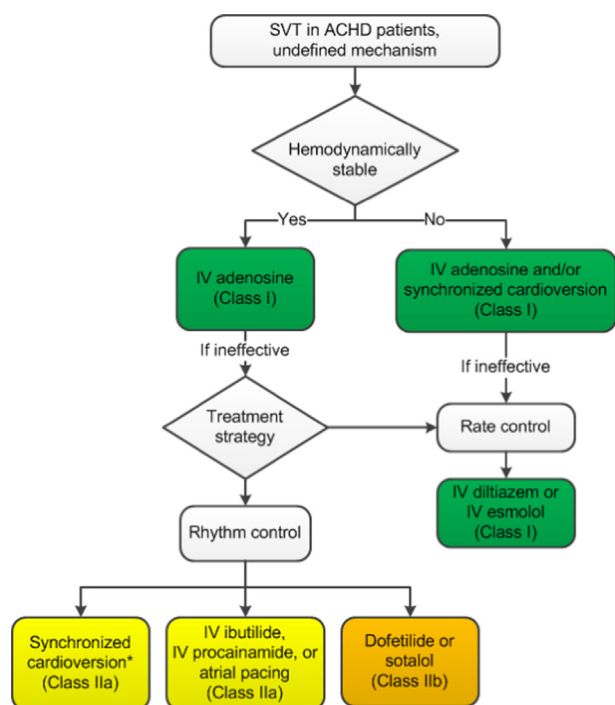 SVT in ACHD patients,
undefined mechanism
Hemodynamically
stable
Yes
No
IV adenosine
(Class I)
IV adenosine and/or
synchronized cardioversion
(Class I)
If ineffective
If ineffective
Treatment
strategy
Rate control
IV diltiazem or
IV esmolol
(Class I)
Rhythm control
Synchronized
cardioversion*
(Class IIa)
IV ibutilide,
IV procainamide, or
atrial pacing
(Class IIa)
Dofetilide or
sotalol
(Class IIb)